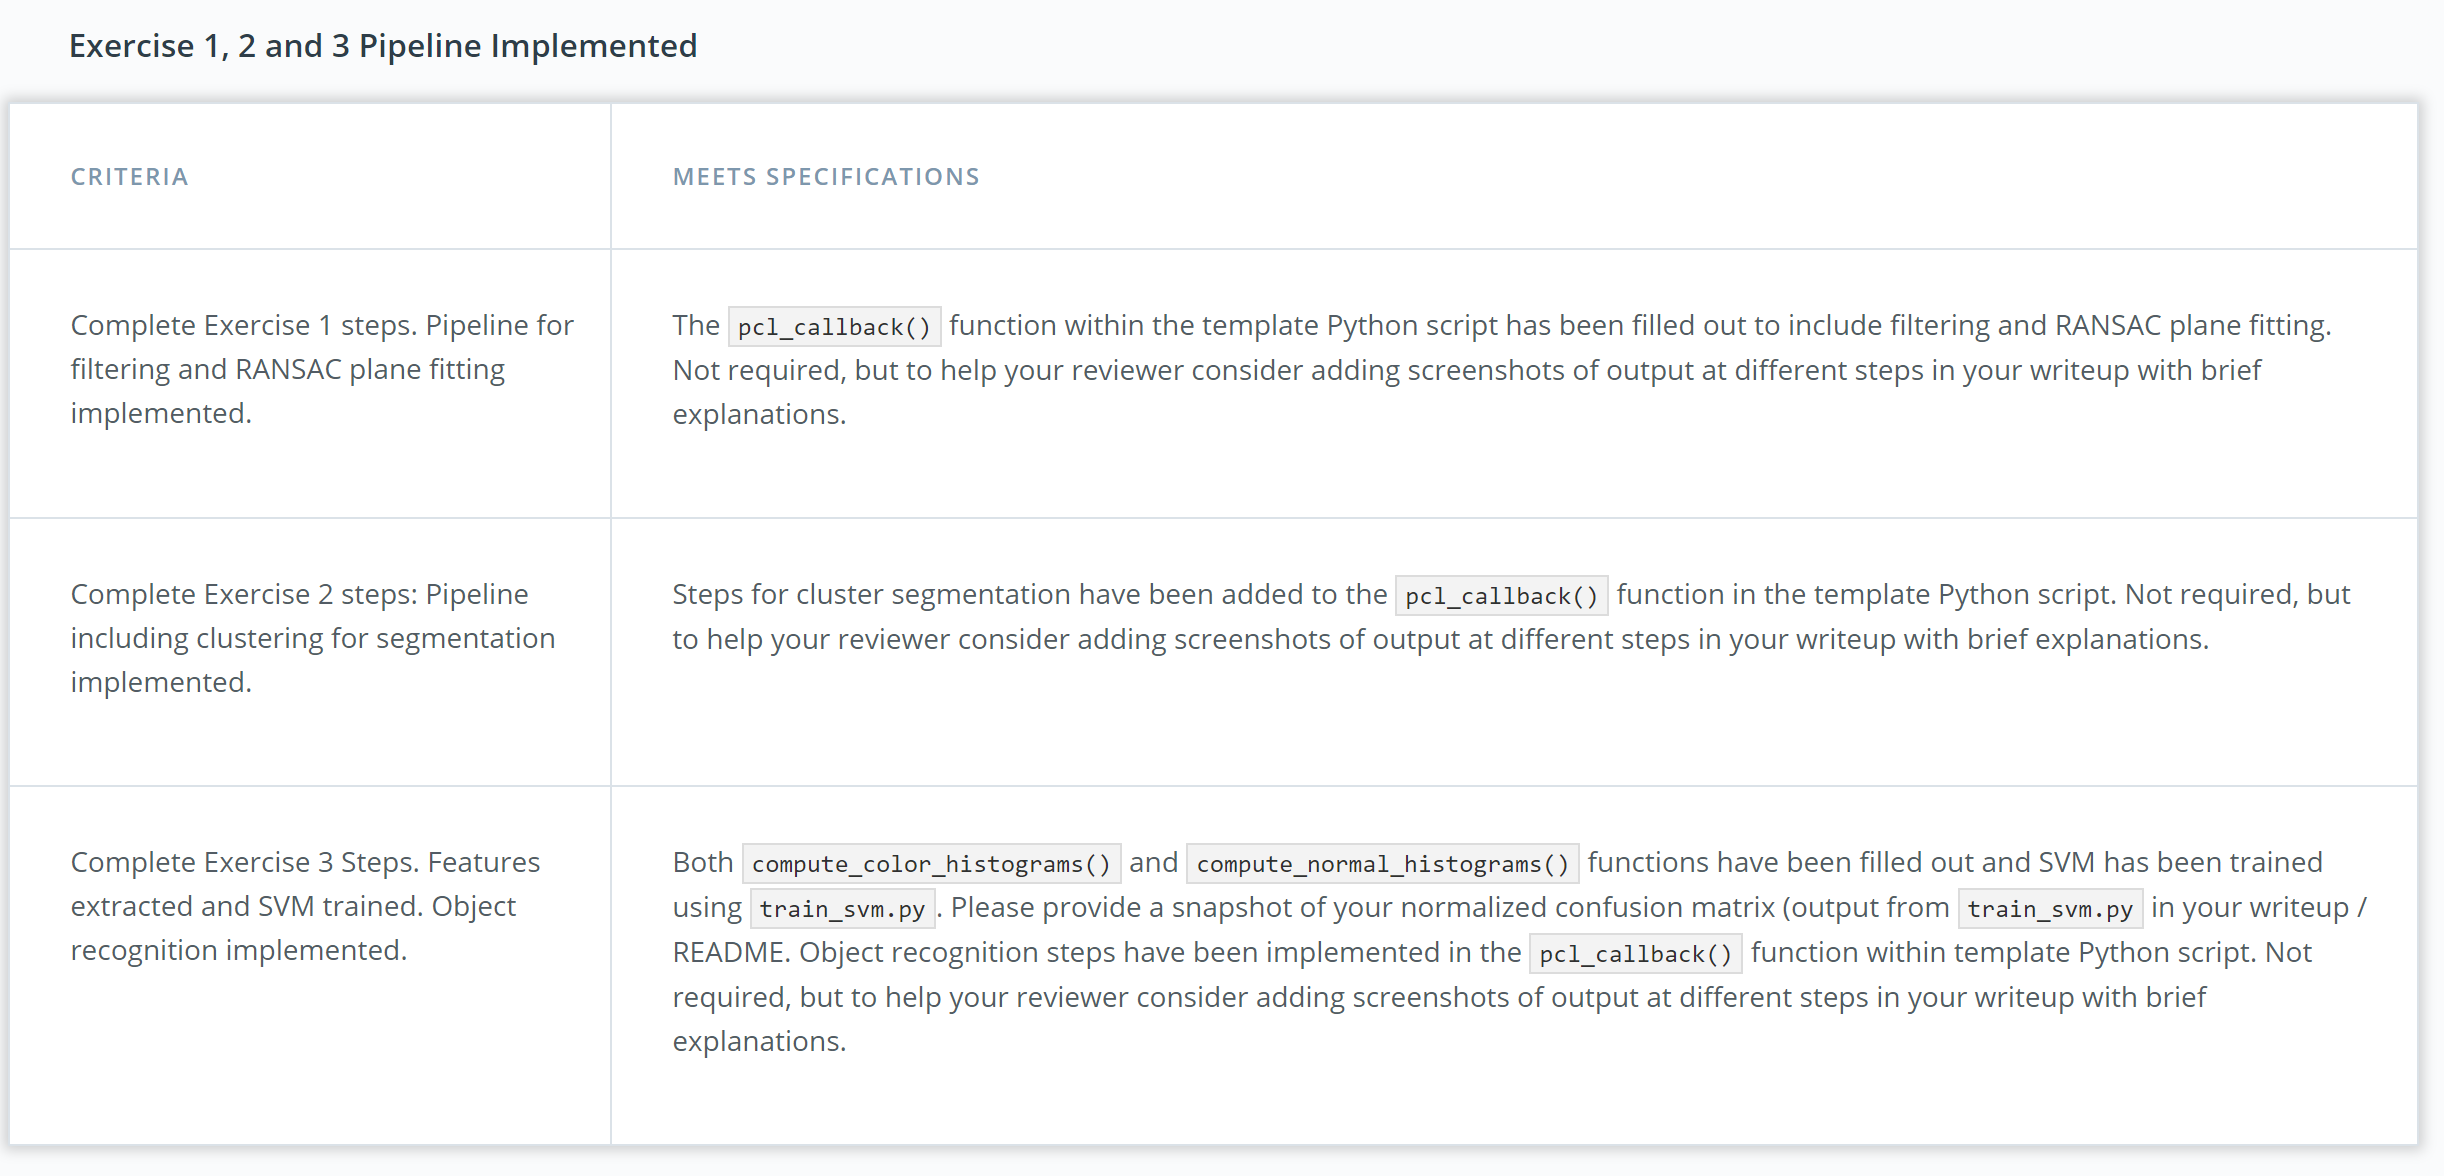 Exercise 1, 2 and 3 Pipeline Implemented
CRITERIA
MEETS SPECIFICATIONS
Complete Exercise 1 steps. Pipeline for
filtering and RANSAC plane fitting
implemented.
The pcl_callback() function within the template Python script has been filled out to include filtering and RANSAC plane fitting.
Not required, but to help your reviewer consider adding screenshots of output at different steps in your writeup with brief
explanations.
Complete Exercise 2 steps: Pipeline
including clustering for segmentation
implemented.
Steps for cluster segmentation have been added to the pcl_callback() function in the template Python script. Not required, but
to help your reviewer consider adding screenshots of output at different steps in your writeup with brief explanations.
Complete Exercise 3 Steps. Features
extracted and SVM trained. Object
recognition implemented.
Both compute_color_histograms() and compute_normal_histograms() functions have been filled out and SVM has been trained
using train_svm.py. Please provide a snapshot of your normalized confusion matrix (output from train_svm.py in your writeup /
README. Object recognition steps have been implemented in the pcl_callback() function within template Python script. Not
required, but to help your reviewer consider adding screenshots of output at different steps in your writeup with brief
explanations.